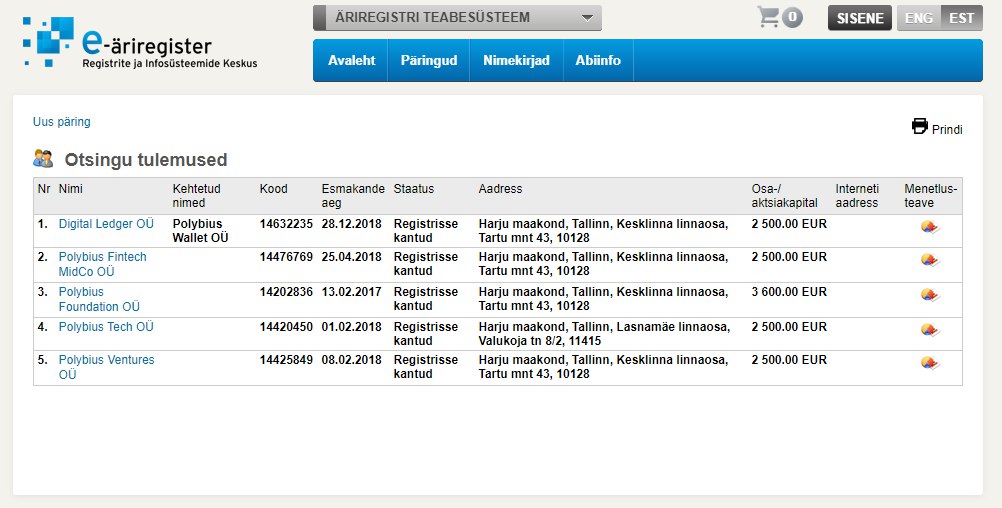 e-äriregister
Registrite ja Infosüsteemide Keskus
ÄRIREGISTRI TEABESÜSTEEM
0
SISENE
ENG
EST
Avaleht
Päringud
Nimekirjad
Abiinfo
Uus päring
Prindi
Otsingu tulemused
Nr Nimi Kehtetud nimed Kood Esmakande aeg Staatus Aadress Osa-/ aktsiakapital Interneti aadress Menetlus- teave
1. Digital Ledger OÜ Polybius Wallet OÜ 14632235 28.12.2018 Registrisse kantud Harju maakond, Tallinn, Kesklinna linnaosa, Tartu mnt 43, 10128 2 500.00 EUR
2. Polybius Fintech MidCo OÜ 14476769 25.04.2018 Registrisse kantud Harju maakond, Tallinn, Kesklinna linnaosa, Tartu mnt 43, 10128 2 500.00 EUR
3. Polybius Foundation OÜ 14202836 13.02.2017 Registrisse kantud Harju maakond, Tallinn, Kesklinna linnaosa, Tartu mnt 43, 10128 3 600.00 EUR
4. Polybius Tech OÜ 14420450 01.02.2018 Registrisse kantud Harju maakond, Tallinn, Lasnamäe linnaosa, Valukoja tn 8/2, 11415 2 500.00 EUR
5. Polybius Ventures OÜ 14425849 08.02.2018 Registrisse kantud Harju maakond, Tallinn, Kesklinna linnaosa, Tartu mnt 43, 10128 2 500.00 EUR